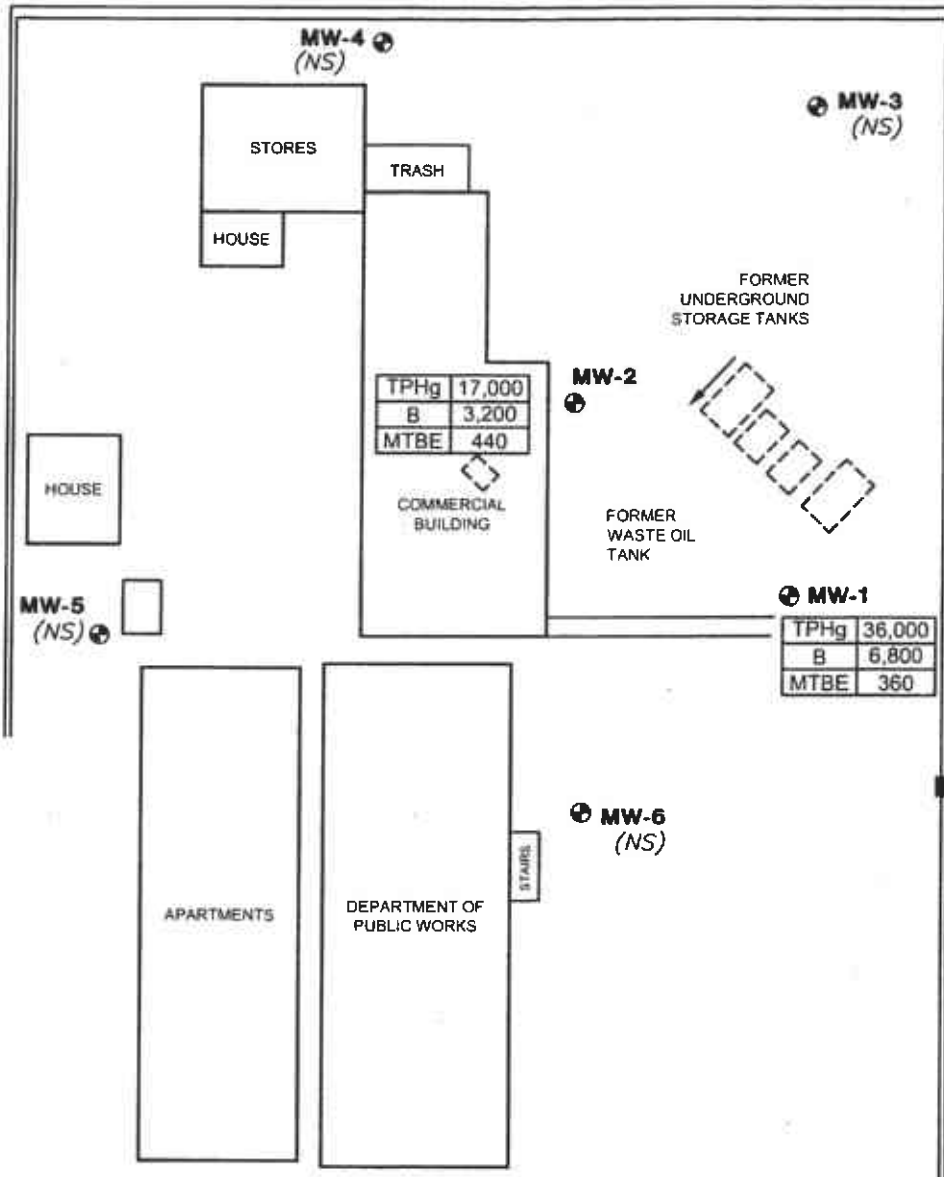 MW-4
(NS)
MW-3
(NS)
STORES
TRASH
HOUSE
FORMER
UNDERGROUND
STORAGE TANKS
MW-2
TPHg 17,000
B 3,200
MTBE 440
HOUSE
COMMERCIAL
BUILDING
FORMER
WASTE OIL
TANK
MW-5
(NS)
MW-1
TPHg 36,000
B 6,800
MTBE 360
MW-6
(NS)
STAIRS
APARTMENTS
DEPARTMENT OF
PUBLIC WORKS